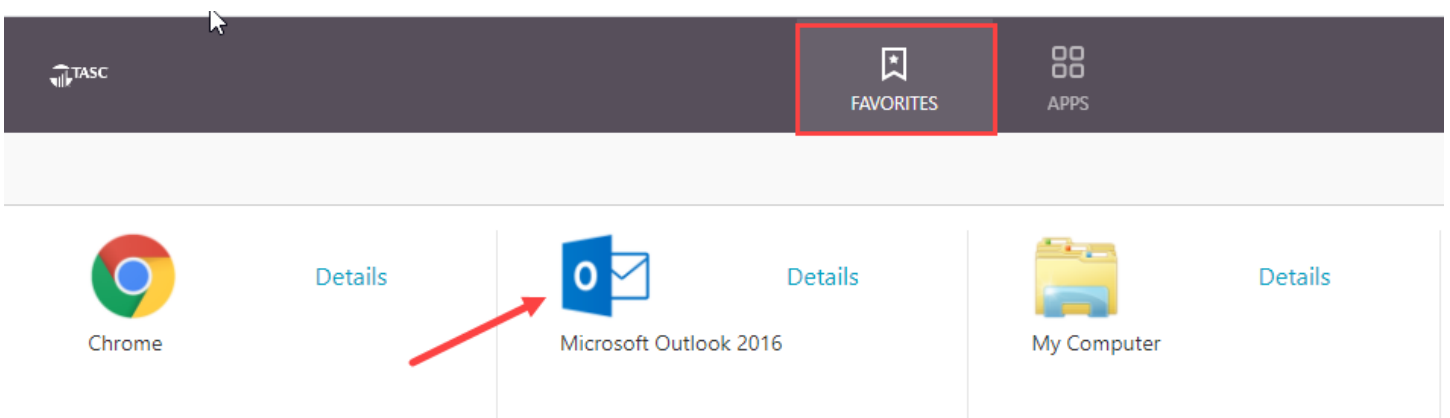 TASC
FAVORITES
APPS
Details
Details
Details
Chrome
Microsoft Outlook 2016
My Computer